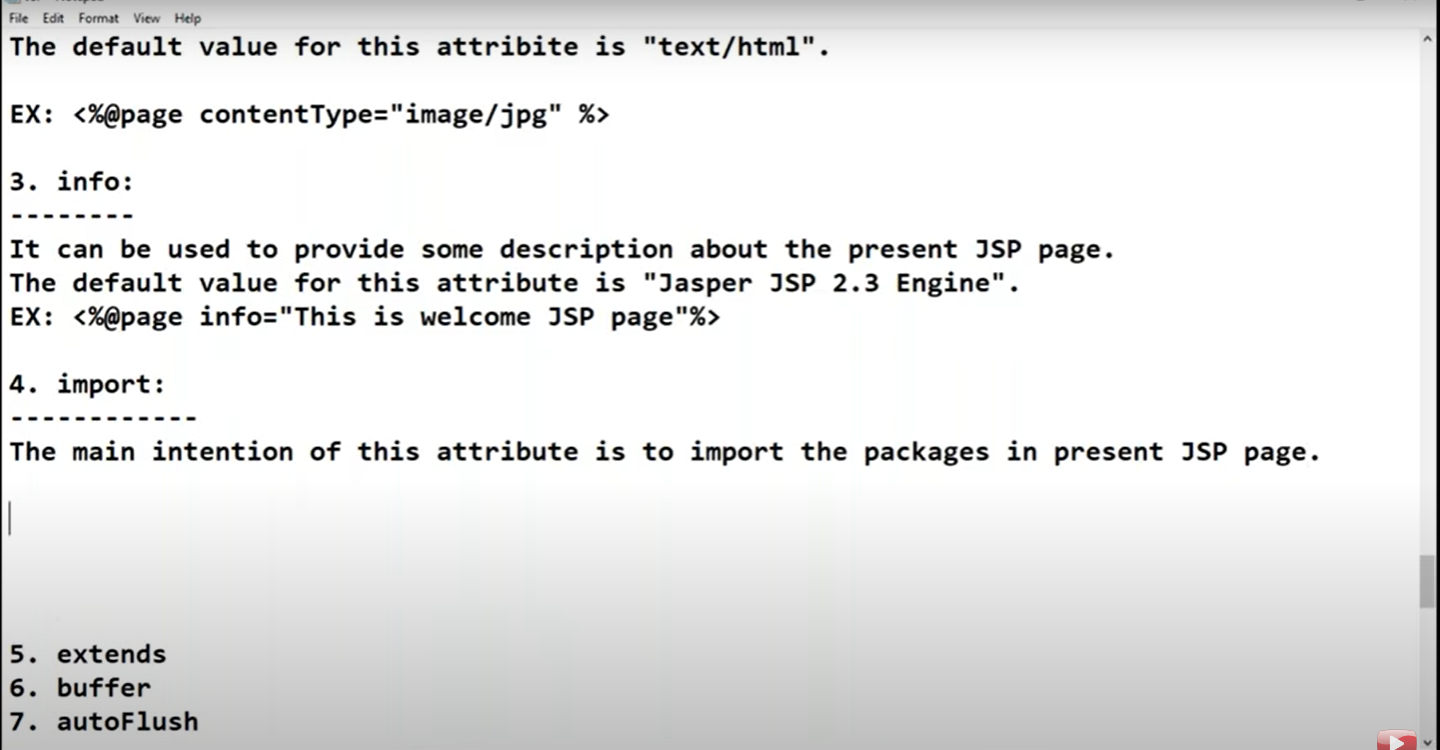 File Edit Format View Help
The default value for this attribite is "text/html".
EX: <%@page contentType="image/jpg" %>
3. info:
--------
It can be used to provide some description about the present JSP page.
The default value for this attribute is "Jasper JSP 2.3 Engine".
EX: <%@page info="This is welcome JSP page"%>
4. import:
------------
The main intention of this attribute is to import the packages in present JSP page.
5. extends
6. buffer
7. autoFlush